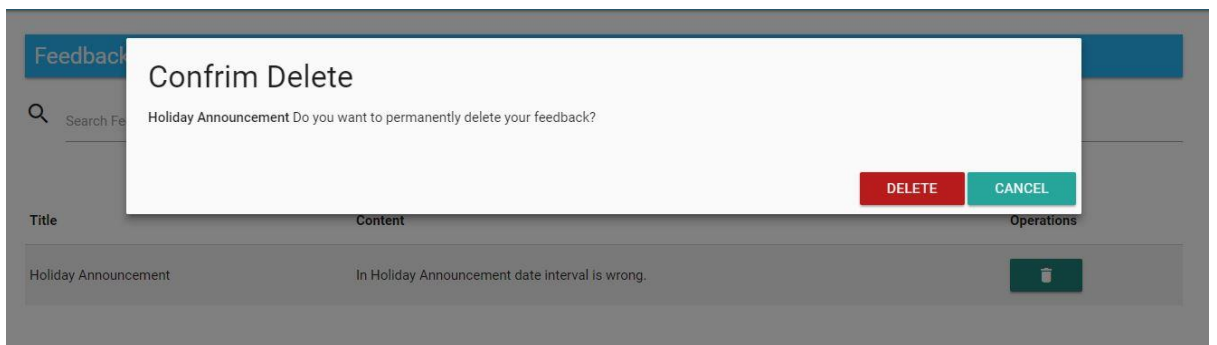 Feedback
Confrim Delete
Search Fe
Holiday Announcement Do you want to permanently delete your feedback?
DELETE CANCEL
Title Content Operations
Holiday Announcement In Holiday Announcement date interval is wrong.